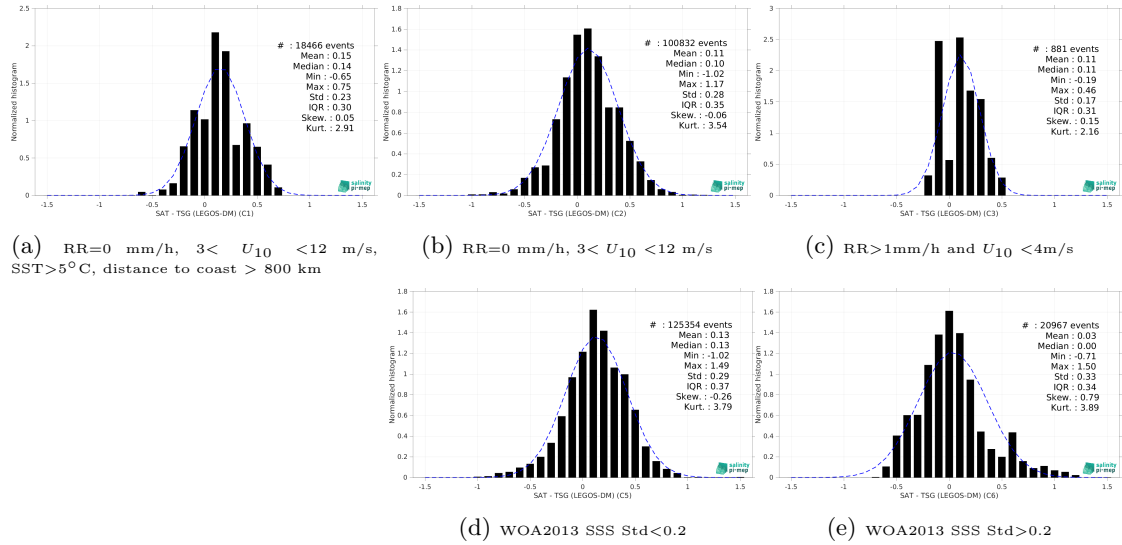 2.5
2
1.5
1
0.5
0
Normalized histogram
# : 18466 events
Mean : 0.15
Median : 0.14
Min : -0.65
Max : 0.75
Std : 0.23
IQR : 0.30
Skew. : 0.05
Kurt. : 2.91
salinity
pi-mep
-1.5 -1 -0.5 0 0.5 1 1.5
SAT - TSG (LEGOS-DM) (C1)
(a) RR=0 mm/h, 3< U10 <12 m/s,
SST>5°C, distance to coast > 800 km
1.8
1.6
1.4
1.2
1
0.8
0.6
0.4
0.2
0
Normalized histogram
# : 100832 events
Mean : 0.11
Median : 0.10
Min : -1.02
Max : 1.17
Std : 0.28
IQR : 0.35
Skew. : -0.06
Kurt. : 3.54
salinity
pi-mep
-1.5 -1 -0.5 0 0.5 1 1.5
SAT - TSG (LEGOS-DM) (C2)
(b) RR=0 mm/h, 3< U10 <12 m/s
3
2.5
2
1.5
1
0.5
0
Normalized histogram
# : 881 events
Mean : 0.11
Median : 0.11
Min : -0.19
Max : 0.46
Std : 0.17
IQR : 0.31
Skew. : 0.15
Kurt. : 2.16
salinity
pi-mep
-1.5 -1 -0.5 0 0.5 1 1.5
SAT - TSG (LEGOS-DM) (C3)
(c) RR>1mm/h and U10 <4m/s
1.8
1.6
1.4
1.2
1
0.8
0.6
0.4
0.2
0
Normalized histogram
# : 125354 events
Mean : 0.13
Median : 0.13
Min : -1.02
Max : 1.49
Std : 0.29
IQR : 0.37
Skew. : -0.26
Kurt. : 3.79
salinity
pi-mep
-1.5 -1 -0.5 0 0.5 1 1.5
SAT - TSG (LEGOS-DM) (C5)
(d) WOA2013 SSS Std<0.2
1.8
1.6
1.4
1.2
1
0.8
0.6
0.4
0.2
0
Normalized histogram
# : 20967 events
Mean : 0.03
Median : 0.00
Min : -0.71
Max : 1.50
Std : 0.33
IQR : 0.34
Skew. : 0.79
Kurt. : 3.89
salinity
pi-mep
-1.5 -1 -0.5 0 0.5 1 1.5
SAT - TSG (LEGOS-DM) (C6)
(e) WOA2013 SSS Std>0.2